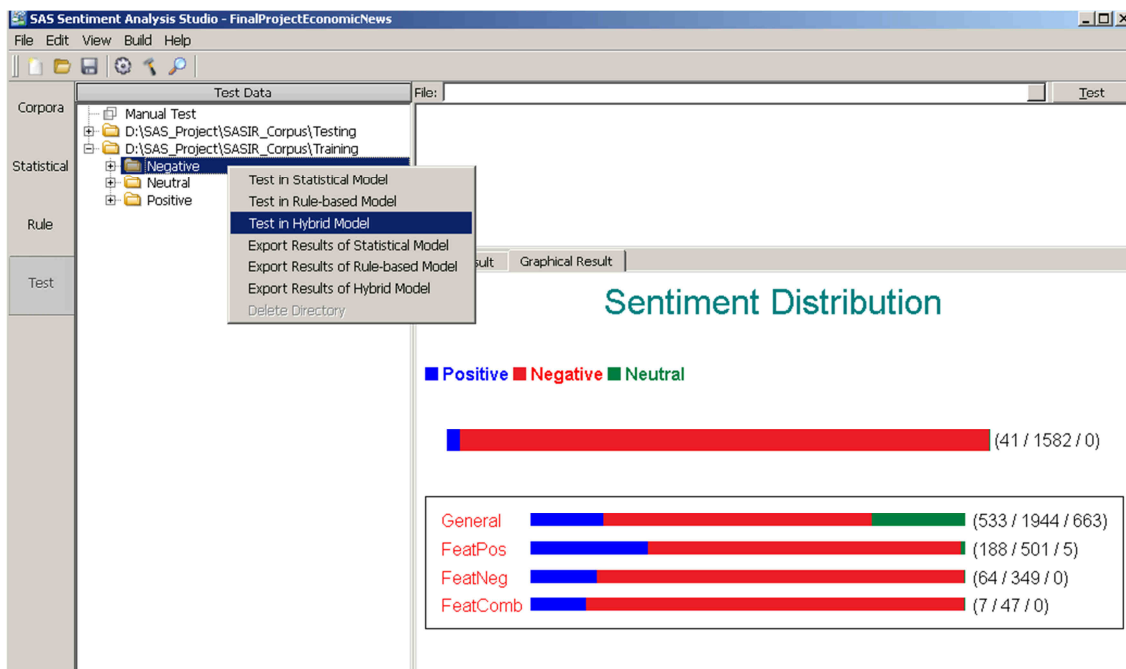 SAS Sentiment Analysis Studio - FinalProjectEconomicNews
File Edit View Build Help
Test Data
File:
Test
Corpora
Statistical
Rule
Test
Manual Test
D:\SAS_Project\SASIR_Corpus\Testing
D:\SAS_Project\SASIR_Corpus\Training
Negative
Neutral
Positive
Test in Statistical Model
Test in Rule-based Model
Test in Hybrid Model
Export Results of Statistical Model
Export Results of Rule-based Model
Export Results of Hybrid Model
Delete Directory
sult Graphical Result
Sentiment Distribution
Positive Negative Neutral
(41 / 1582 / 0)
General (533 / 1944 / 663)
FeatPos (188 / 501 / 5)
FeatNeg (64 / 349 / 0)
FeatComb (7 / 47 / 0)